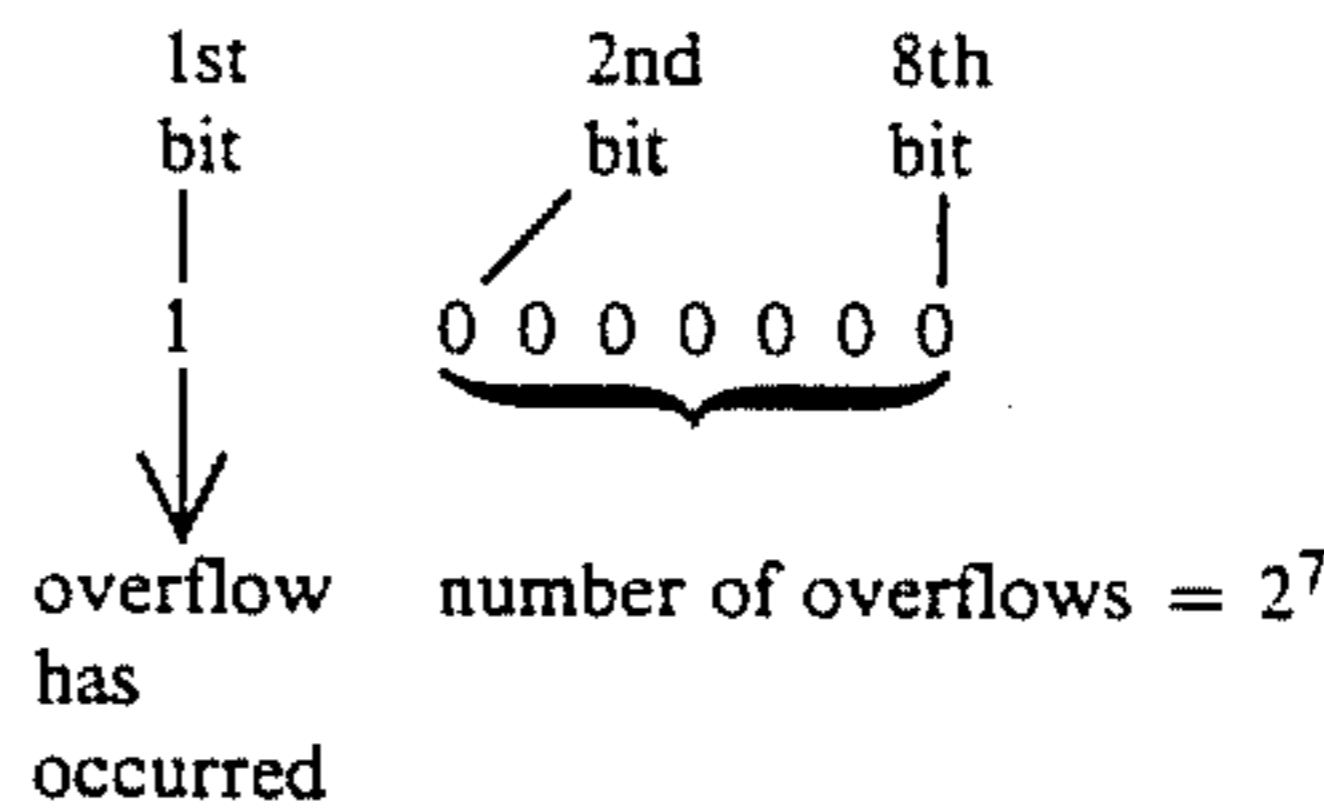 1st 2nd 8th
bit bit bit
1 0 0 0 0 0 0 0
overflow number of overflows = 2⁷
has
occurred